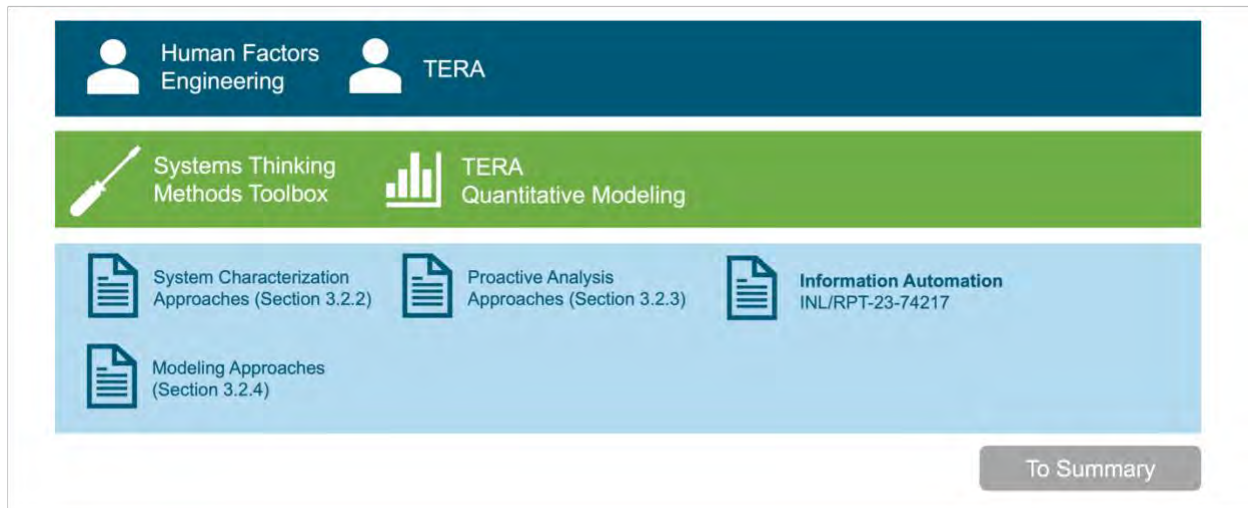 Human Factors
Engineering
TERA
Systems Thinking
Methods Toolbox
TERA
Quantitative Modeling
System Characterization
Approaches (Section 3.2.2)
Proactive Analysis
Approaches (Section 3.2.3)
Information Automation
INL/RPT-23-74217
Modeling Approaches
(Section 3.2.4)
To Summary